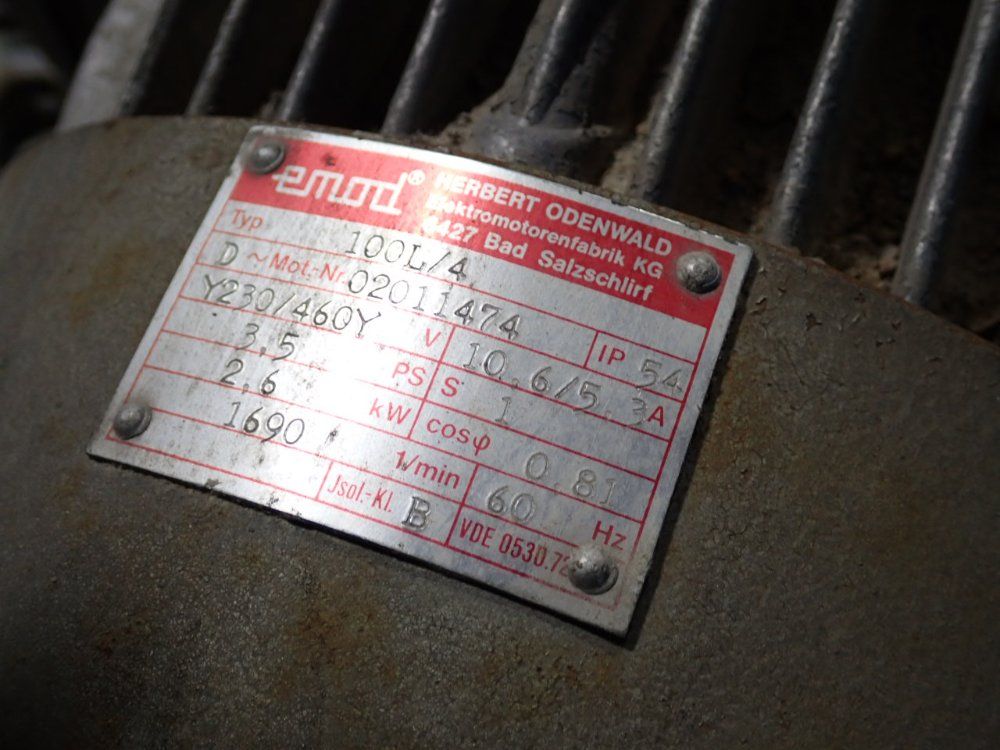 emod® HERBERT ODENWALD
Elektromotorenfabrik KG
6427 Bad Salzschlirf
Typ 100L/4
D ~ Mot.-Nr. 02011474 IP 54
Y230/460Y V 10.6/5.3A
3,5 PS S 1
2,6 kW cosφ 0.81
1690 1/min 60 Hz
Jsol.-Kl. B VDE 0530.72